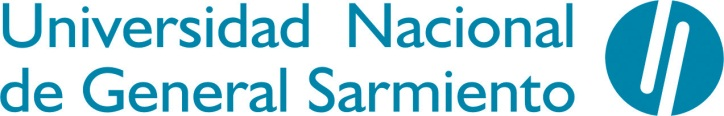 Universidad Nacional
de General Sarmiento